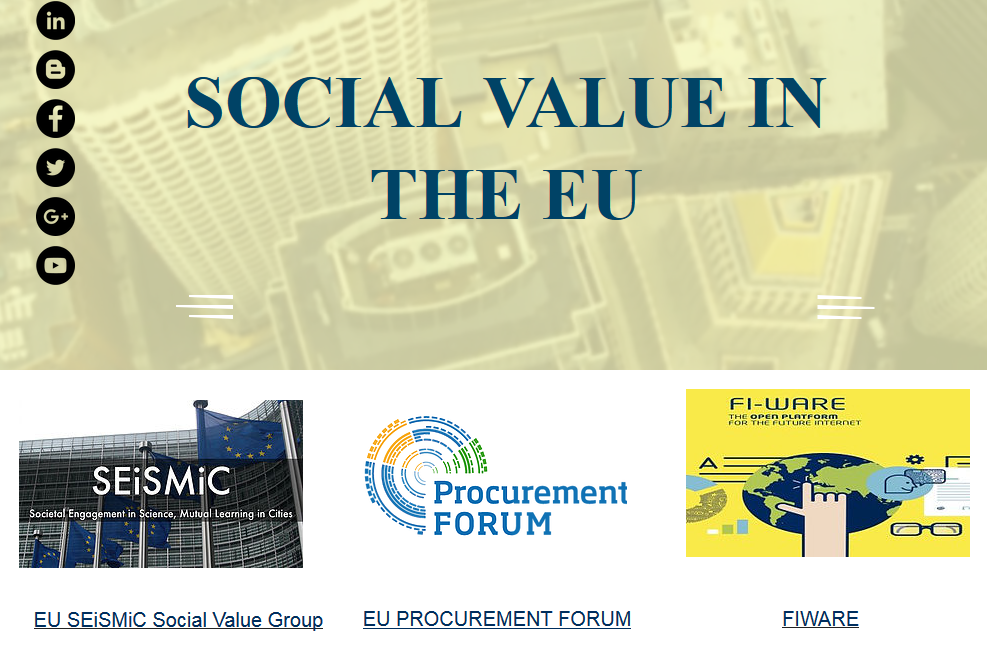 SOCIAL VALUE IN
THE EU
SEiSMiC
Societal Engagement in Science, Mutual Learning in Cities
Procurement
FORUM
FI-WARE
THE OPEN PLATFORM
FOR THE FUTURE INTERNET
A
EU SEiSMiC Social Value Group
EU PROCUREMENT FORUM
FIWARE